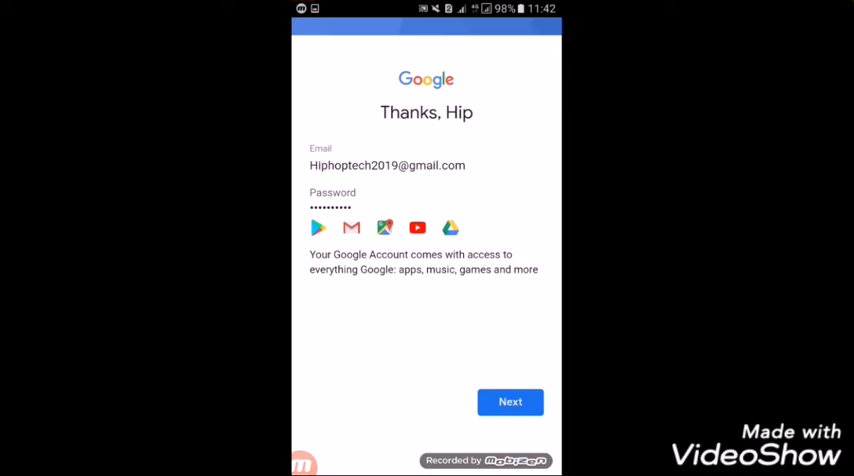 98% 11:42
Google
Thanks, Hip
Email
Hiphoptech2019@gmail.com
Password
••••••••••
Your Google Account comes with access to
everything Google: apps, music, games and more
Next
Recorded by mobizen
Made with
VideoShow